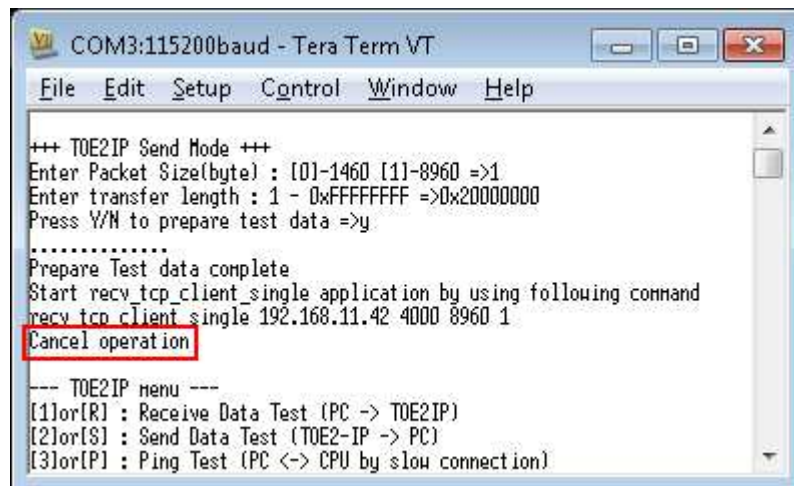 COM3:115200baud - Tera Term VT
File Edit Setup Control Window Help
+++ TOE2IP Send Mode +++
Enter Packet Size(byte) : [0]-1460 [1]-8960 =>1
Enter transfer length : 1 - 0xFFFFFFFF =>0x20000000
Press Y/N to prepare test data =>y
..............
Prepare Test data complete
Start recv_tcp_client_single application by using following command
recv_tcp_client_single 192.168.11.42 4000 8960 1
Cancel operation
--- TOE2IP menu ---
[1]or[R] : Receive Data Test (PC -> TOE2IP)
[2]or[S] : Send Data Test (TOE2-IP -> PC)
[3]or[P] : Ping Test (PC <-> CPU by slow connection)